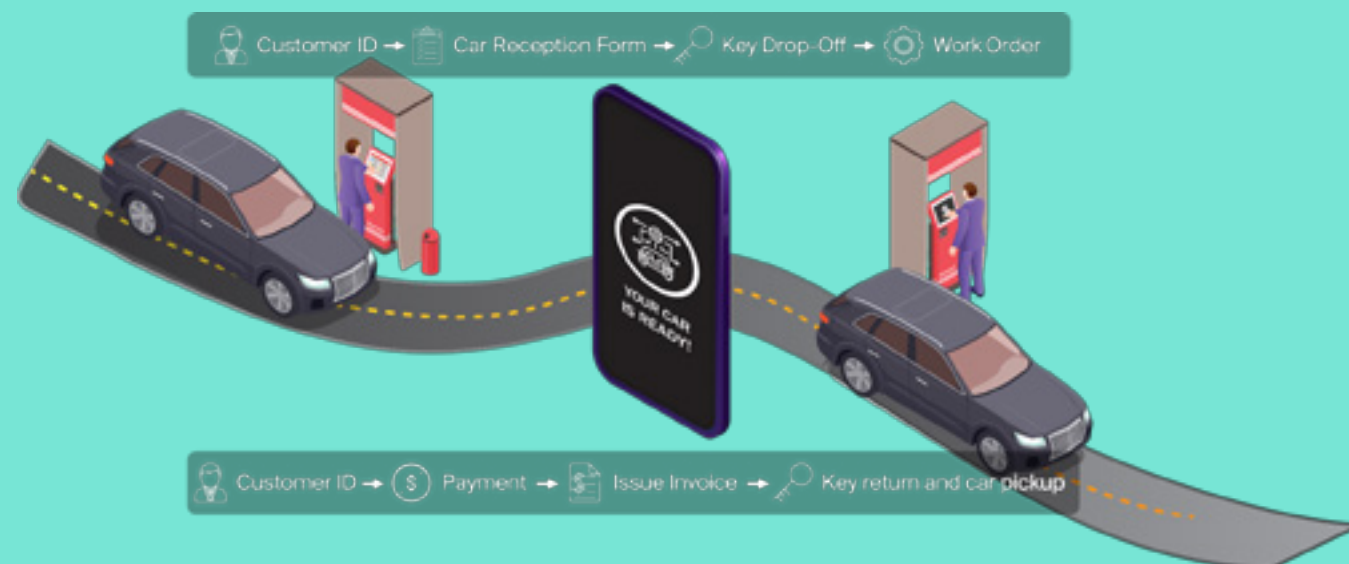 Customer ID → Car Reception Form → Key Drop-Off → Work Order
YOUR CAR
IS READY!
Customer ID → Payment → Issue Invoice → Key return and car pickup